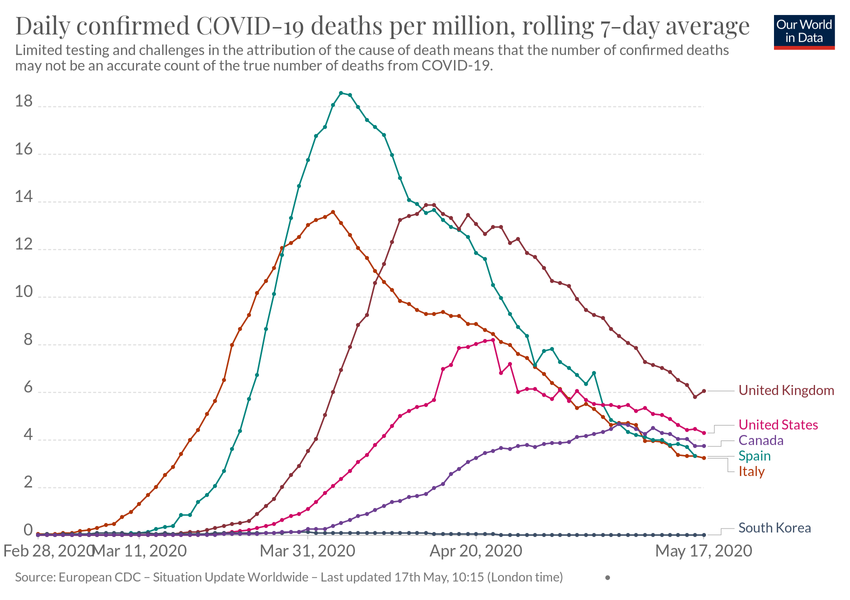 Daily confirmed COVID-19 deaths per million, rolling 7-day average
Our World
in Data
Limited testing and challenges in the attribution of the cause of death means that the number of confirmed deaths
may not be an accurate count of the true number of deaths from COVID-19.
18
16
14
12
10
8
6
4
2
0
United Kingdom
United States
Canada
Spain
Italy
South Korea
Feb 28, 2020 Mar 11, 2020 Mar 31, 2020 Apr 20, 2020 May 17, 2020
Source: European CDC – Situation Update Worldwide – Last updated 17th May, 10:15 (London time) •